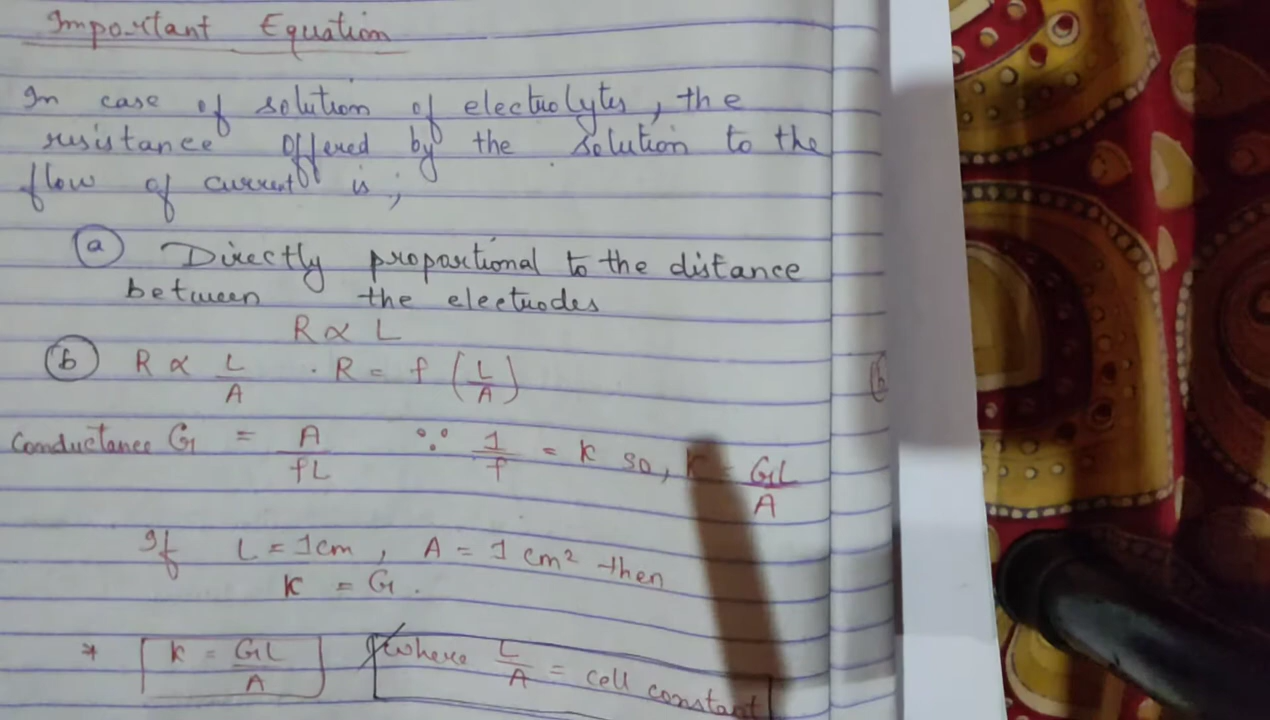 Important Equation
In case of solution of electrolytes, the
resistance offered by the solution to the
flow of current is ;
(a) Directly proportional to the distance
between the electrodes
R ∝ L
(b) R ∝ L/A . R = ρ (L/A)
Conductance G = A/ρL ∵ 1/ρ = K so, K = GL/A
If L = 1cm, A = 1 cm² then
K = G.
* K = GL/A where L/A = cell constant